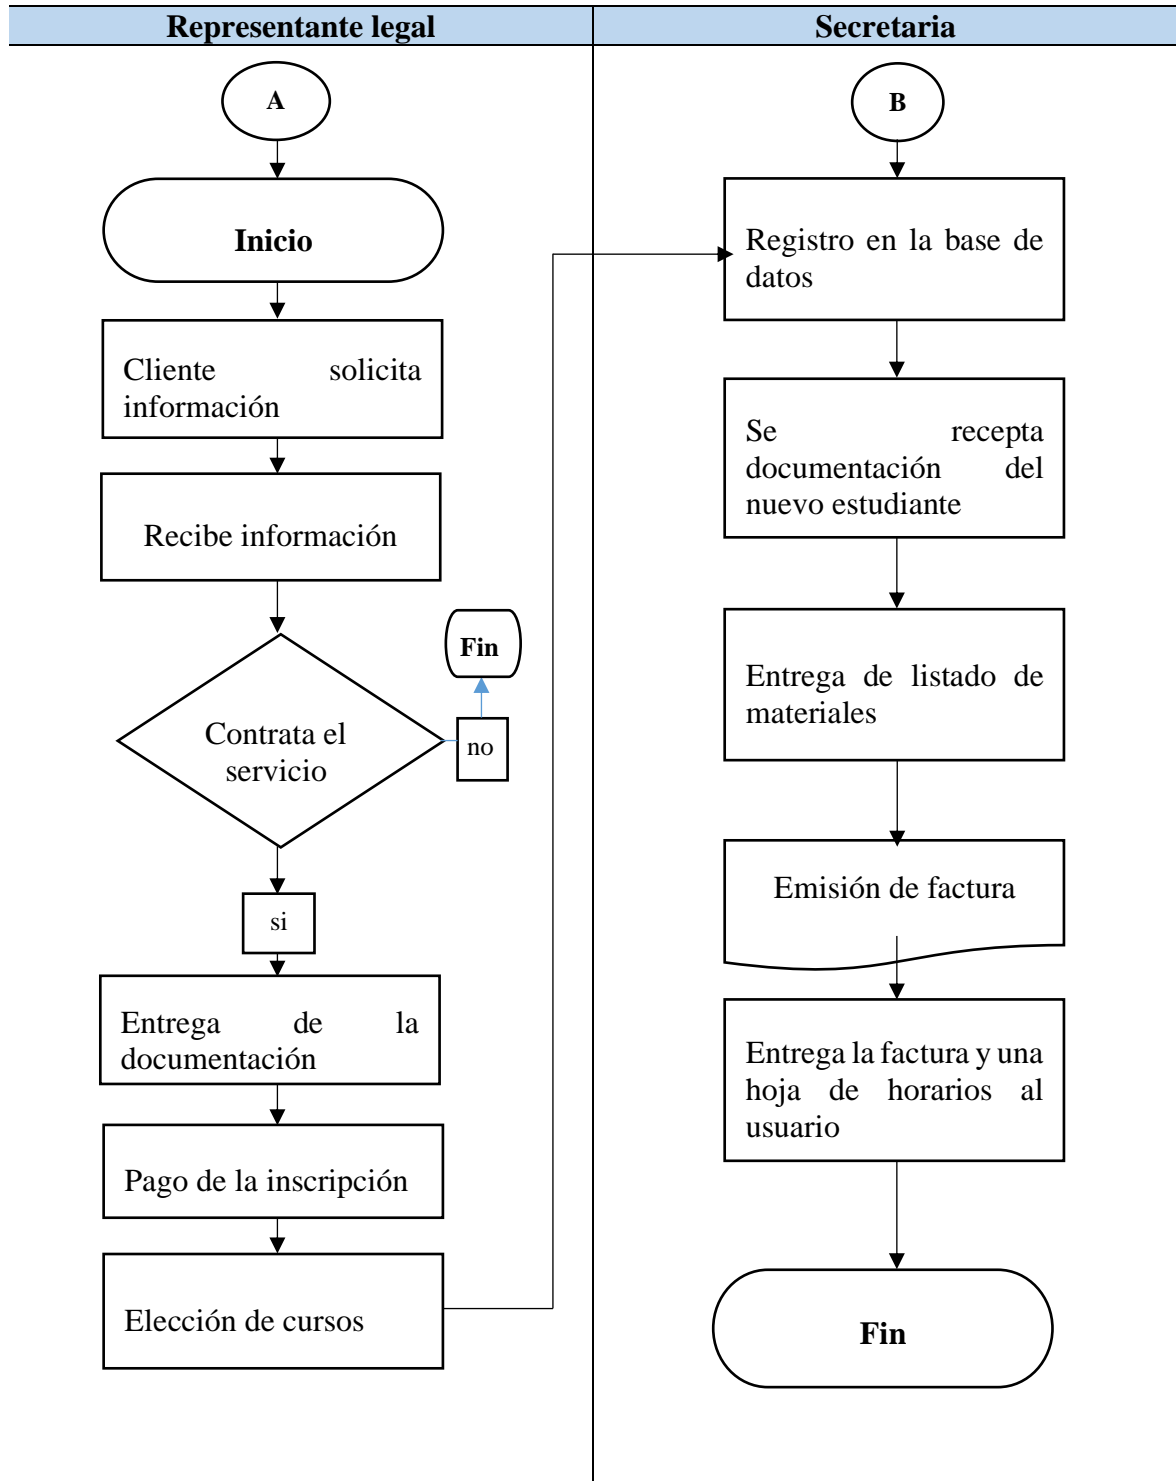 Representante legal
Secretaria
A
Inicio
Cliente solicita
información
Recibe información
Contrata el
servicio
no
Fin
si
Entrega de la
documentación
Pago de la inscripción
Elección de cursos
B
Registro en la base de
datos
Se recepta
documentación del
nuevo estudiante
Entrega de listado de
materiales
Emisión de factura
Entrega la factura y una
hoja de horarios al
usuario
Fin